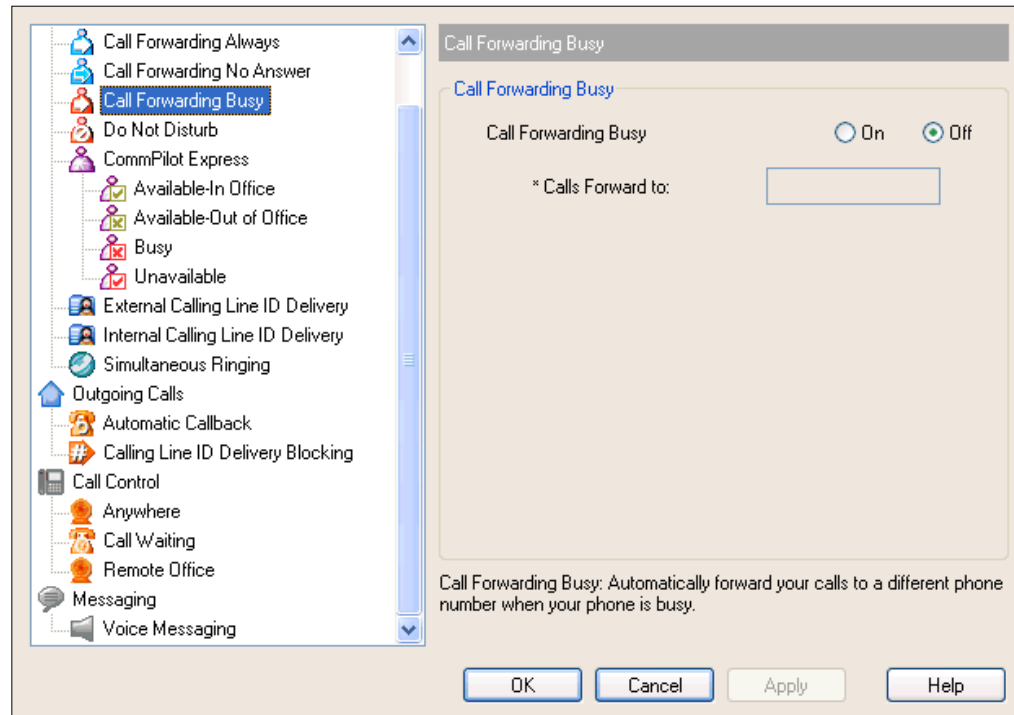 Call Forwarding Always
Call Forwarding No Answer
Call Forwarding Busy
Do Not Disturb
CommPilot Express
Available-In Office
Available-Out of Office
Busy
Unavailable
External Calling Line ID Delivery
Internal Calling Line ID Delivery
Simultaneous Ringing
Outgoing Calls
Automatic Callback
Calling Line ID Delivery Blocking
Call Control
Anywhere
Call Waiting
Remote Office
Messaging
Voice Messaging
Call Forwarding Busy
Call Forwarding Busy
Call Forwarding Busy On Off
* Calls Forward to:
Call Forwarding Busy: Automatically forward your calls to a different phone
number when your phone is busy.
OK Cancel Apply Help